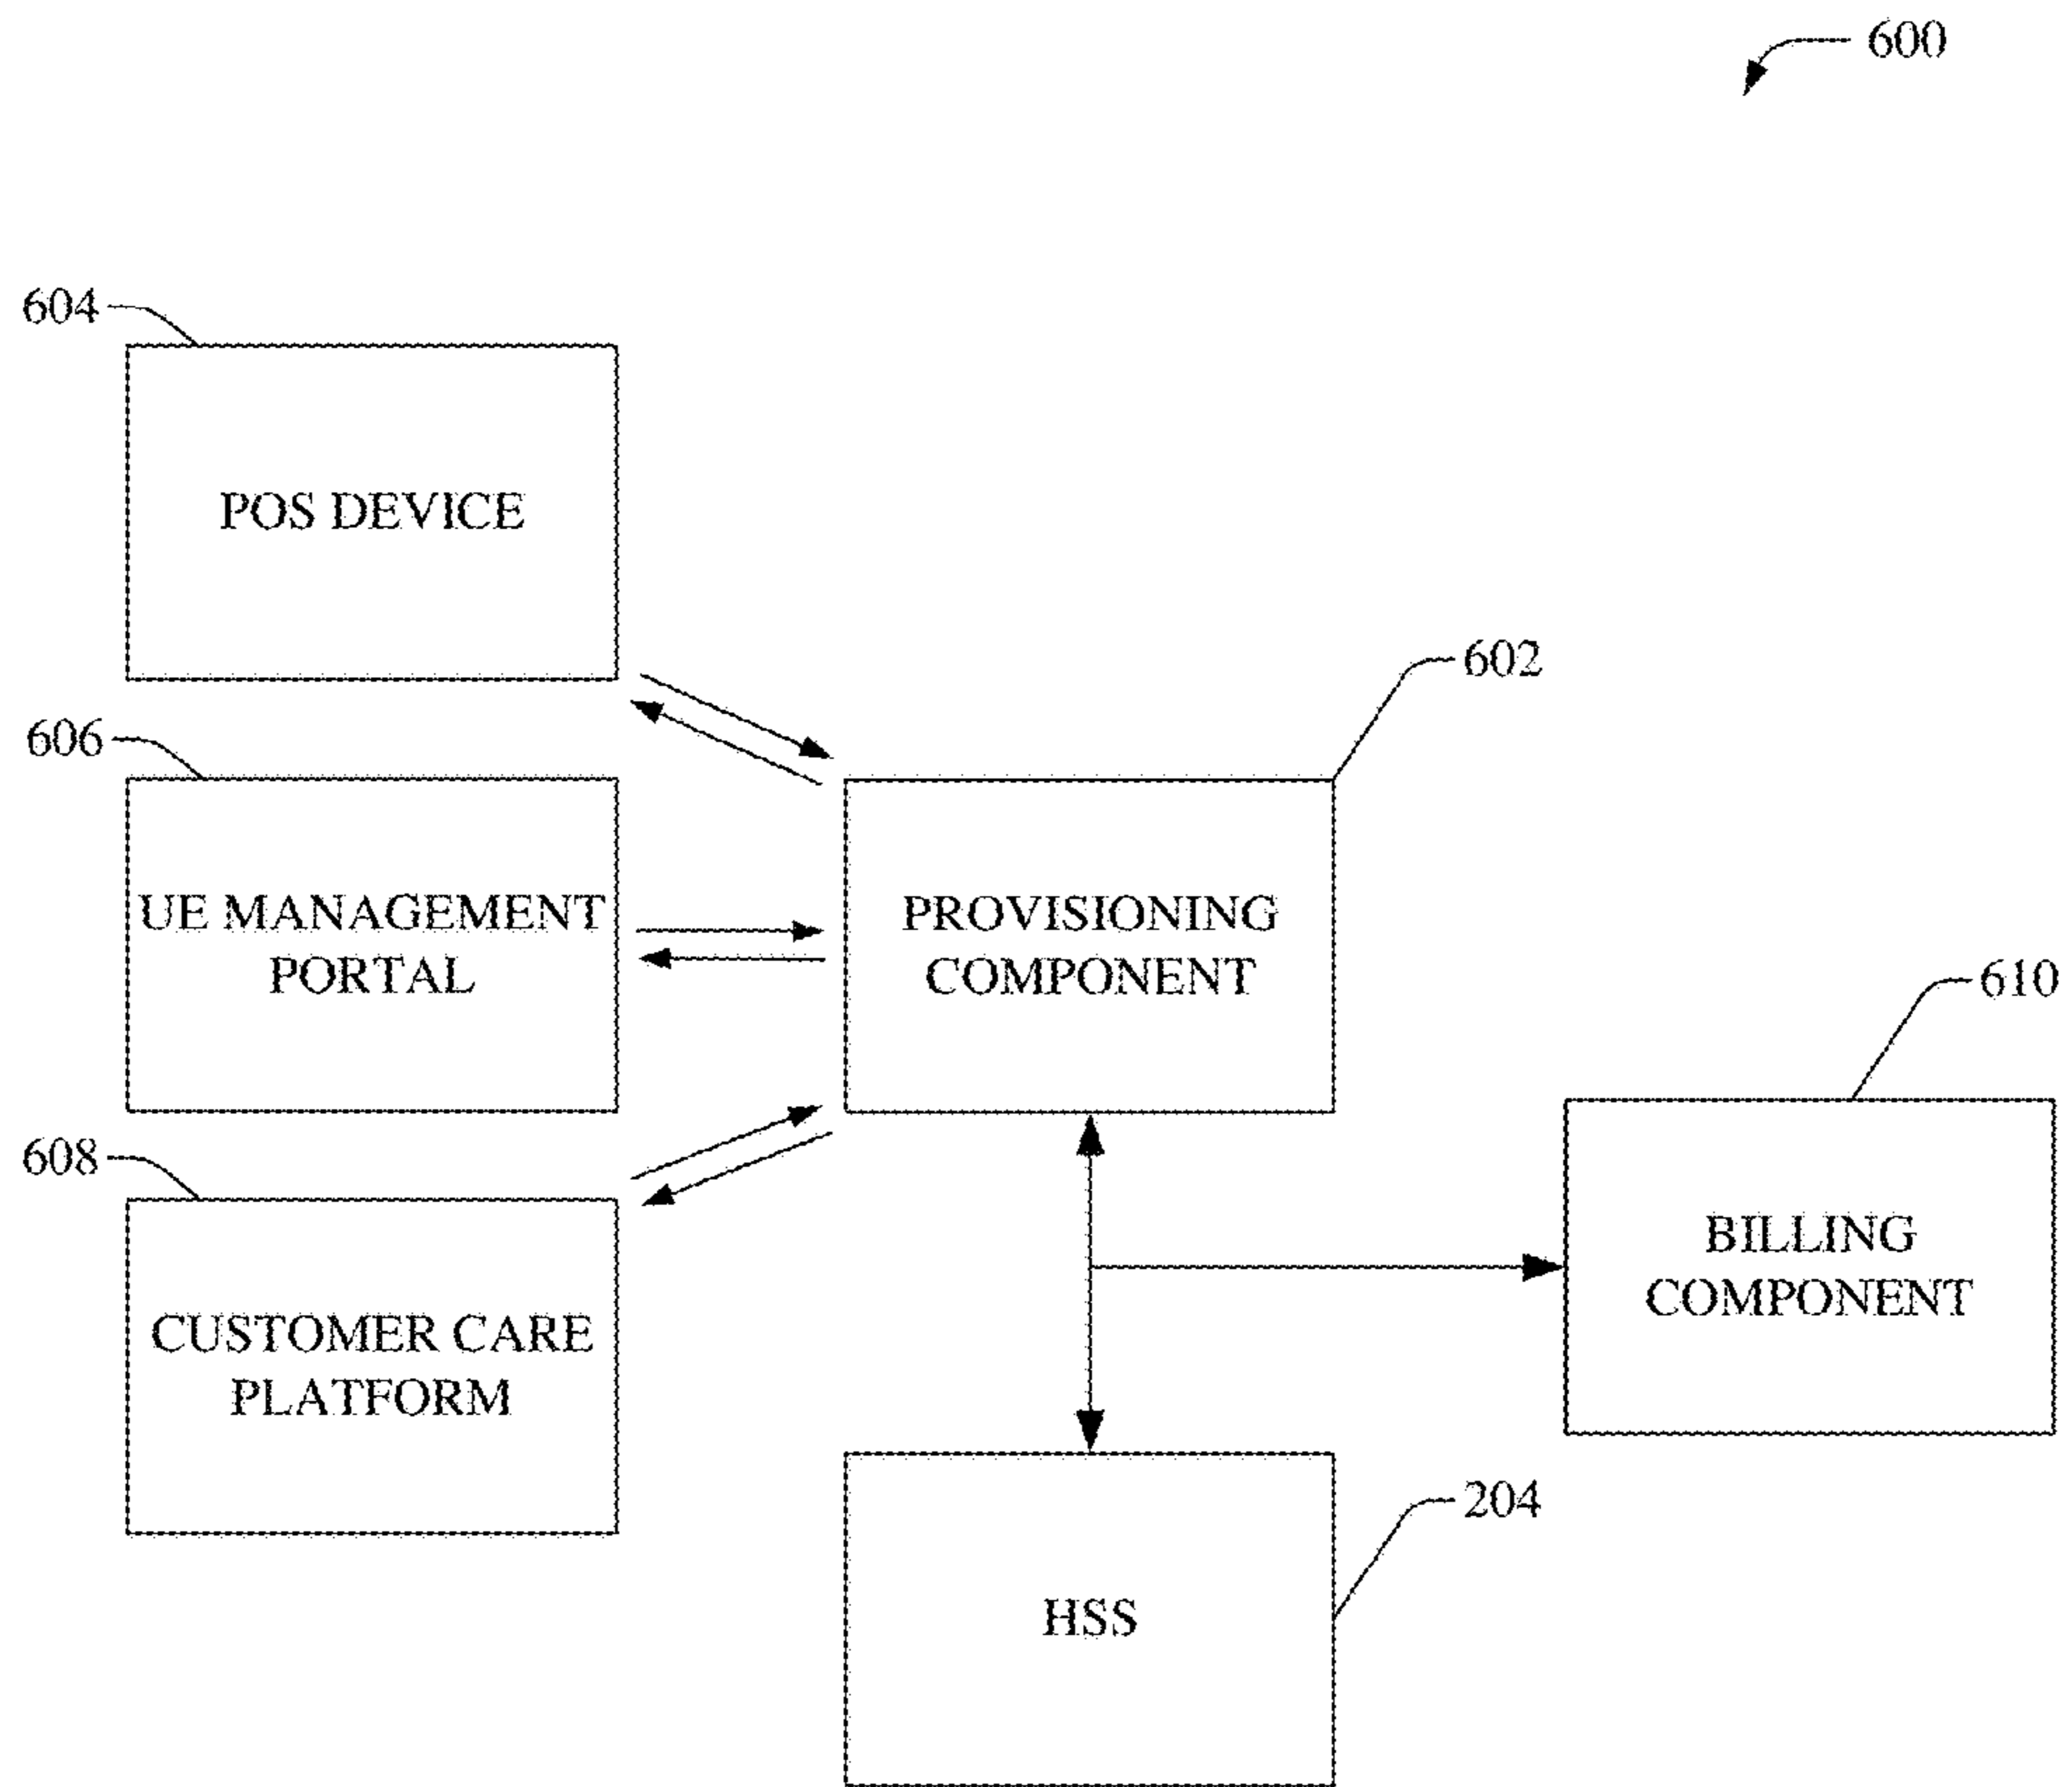 600
604
POS DEVICE
602
606
UE MANAGEMENT
PORTAL
PROVISIONING
COMPONENT
610
608
CUSTOMER CARE
PLATFORM
BILLING
COMPONENT
204
HSS